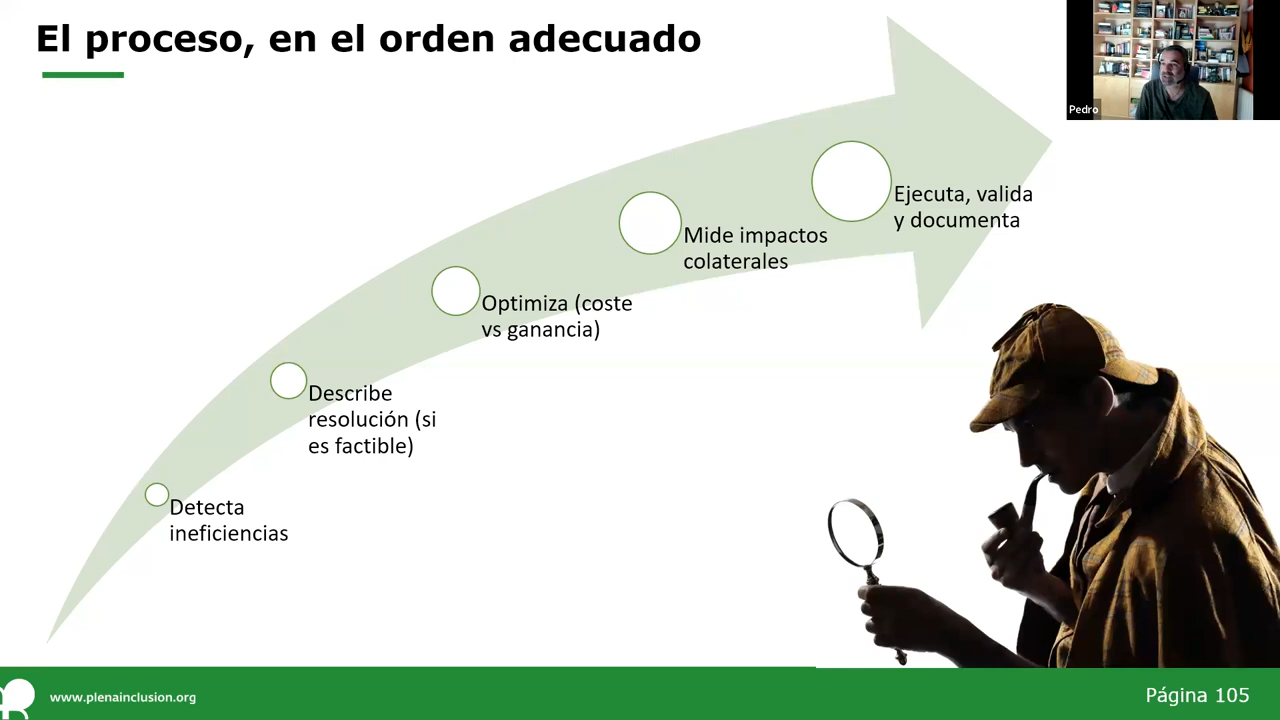 El proceso, en el orden adecuado
Pedro
Ejecuta, valida
y documenta
Mide impactos
colaterales
Optimiza (coste
vs ganancia)
Describe
resolución (si
es factible)
Detecta
ineficiencias
www.plenainclusion.org
Página 105